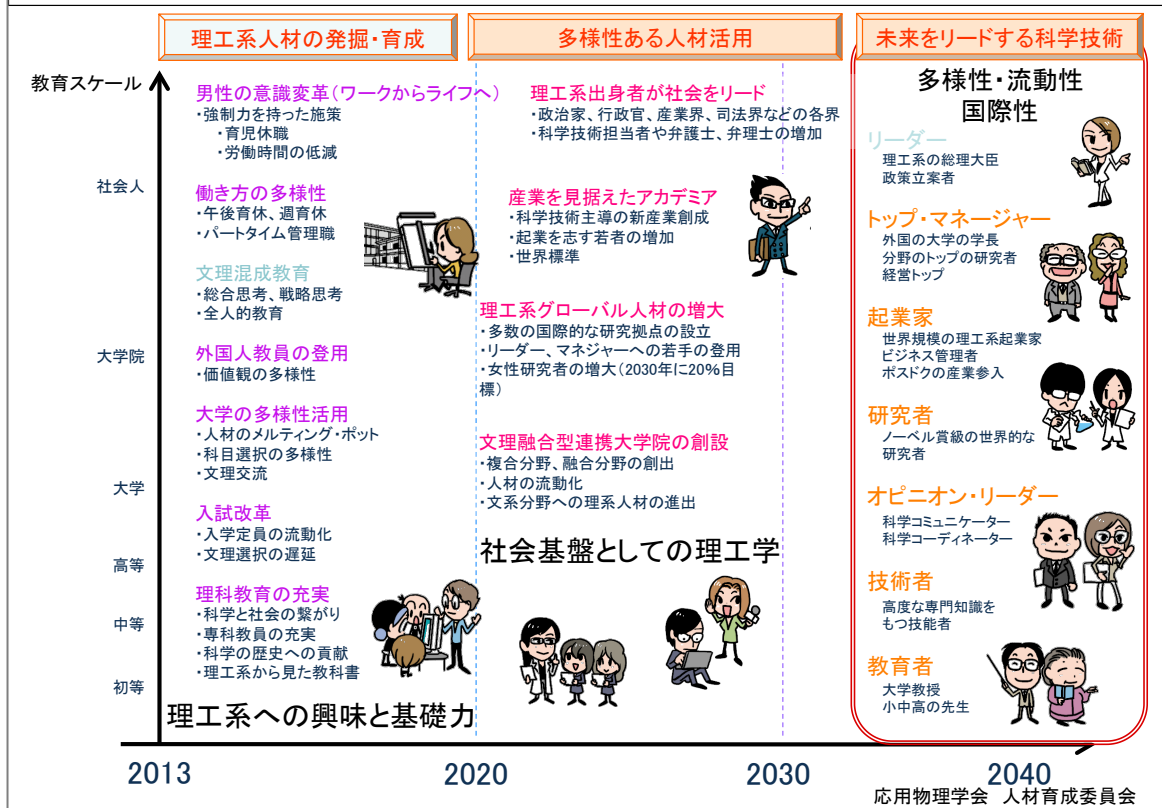 理工系人材の発掘・育成
多様性ある人材活用
未来をリードする科学技術
教育スケール
社会人
大学院
大学
高等
中等
初等
男性の意識変革(ワークからライフへ)
・強制力を持った施策
・育児休職
・労働時間の低減
働き方の多様性
・午後育休、週育休
・パートタイム管理職
文理混成教育
・総合思考、戦略思考
・全人的教育
外国人教員の登用
・価値観の多様性
大学の多様性活用
・人材のメルティング・ポット
・科目選択の多様性
・文理交流
入試改革
・入学定員の流動化
・文理選択の遅延
理科教育の充実
・科学と社会の繋がり
・専科教員の充実
・科学の歴史への貢献
・理工系から見た教科書
理工系への興味と基礎力
理工系出身者が社会をリード
・政治家、行政官、産業界、司法界などの各界
・科学技術担当者や弁護士、弁理士の増加
産業を見据えたアカデミア
・科学技術主導の新産業創成
・起業を志す若者の増加
・世界標準
理工系グローバル人材の増大
・多数の国際的な研究拠点の設立
・リーダー、マネジャーへの若手の登用
・女性研究者の増大(2030年に20%目
標)
文理融合型連携大学院の創設
・複合分野、融合分野の創出
・人材の流動化
・文系分野への理系人材の進出
社会基盤としての理工学
多様性・流動性
国際性
リーダー
理工系の総理大臣
政策立案者
トップ・マネージャー
外国の大学の学長
分野のトップの研究者
経営トップ
起業家
世界規模の理工系起業家
ビジネス管理者
ポスドクの産業参入
研究者
ノーベル賞級の世界的な
研究者
オピニオン・リーダー
科学コミュニケーター
科学コーディネーター
技術者
高度な専門知識を
もつ技能者
教育者
大学教授
小中高の先生
2013
2020
2030
2040
応用物理学会 人材育成委員会